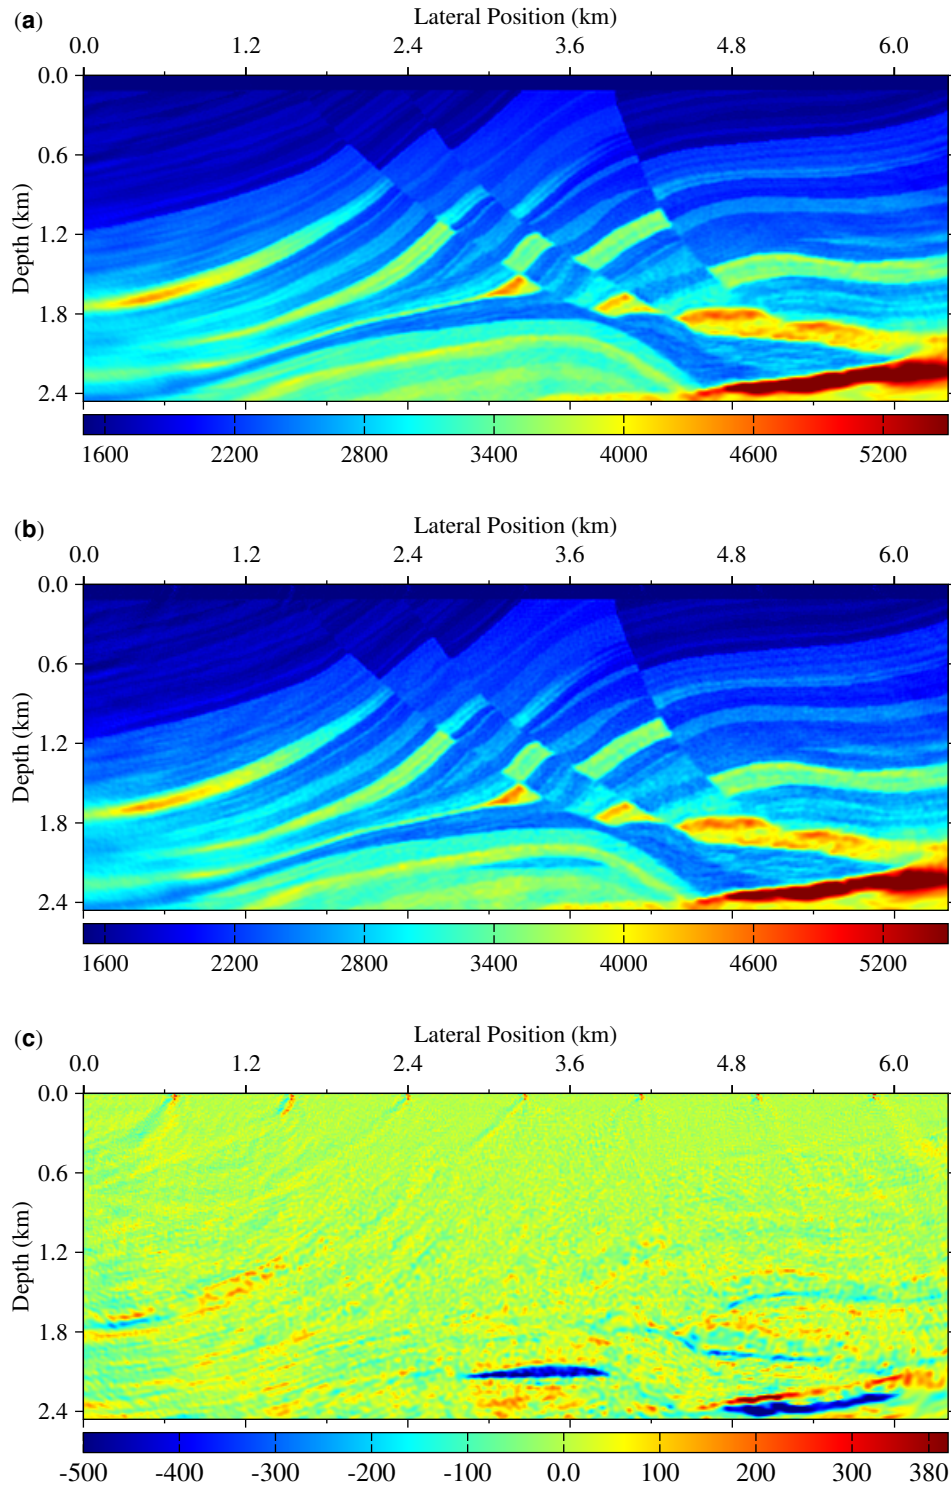 (a)
Lateral Position (km)
0.0 1.2 2.4 3.6 4.8 6.0
Depth (km)
0.0
0.6
1.2
1.8
2.4
1600 2200 2800 3400 4000 4600 5200
(b)
Lateral Position (km)
0.0 1.2 2.4 3.6 4.8 6.0
Depth (km)
0.0
0.6
1.2
1.8
2.4
1600 2200 2800 3400 4000 4600 5200
(c)
Lateral Position (km)
0.0 1.2 2.4 3.6 4.8 6.0
Depth (km)
0.0
0.6
1.2
1.8
2.4
-500 -400 -300 -200 -100 0.0 100 200 300 380